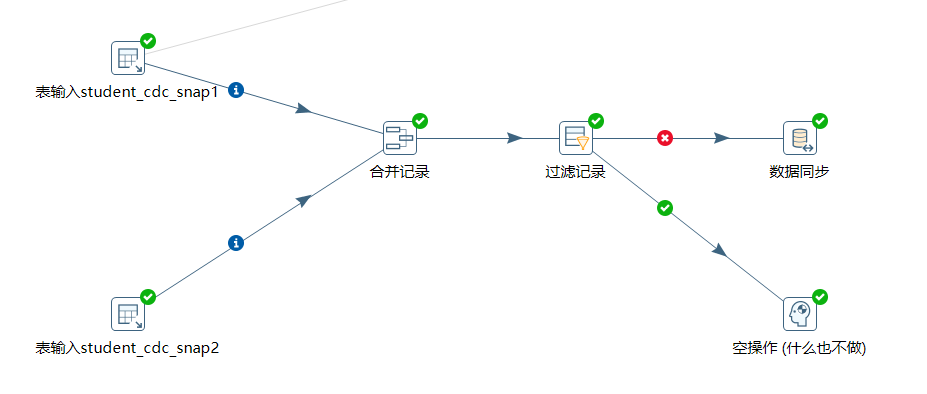 表输入student_cdc_snap1
合并记录
过滤记录
数据同步
表输入student_cdc_snap2
空操作 (什么也不做)